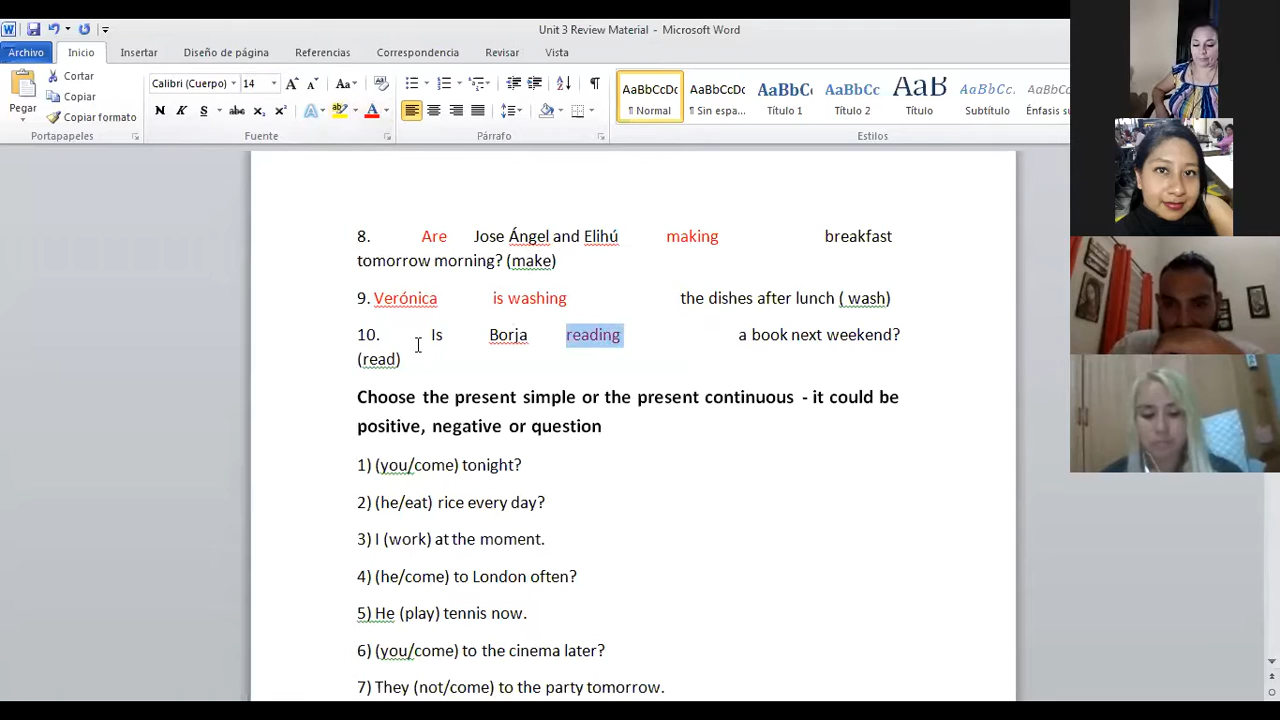 Unit 3 Review Material - Microsoft Word
Archivo Inicio Insertar Diseño de página Referencias Correspondencia Revisar Vista
Pegar
Cortar
Copiar
Copiar formato
Portapapeles
Calibri (Cuerpo) 14
Fuente
Párrafo
AaBbCcDc AaBbCcDc AaBbC AaBbCc AaB AaBbCc. AaBbCc
¶ Normal ¶ Sin espa... Título 1 Título 2 Título Subtítulo Énfasis su
Estilos
8. Are Jose Ángel and Elihú making breakfast
tomorrow morning? (make)
9. Verónica is washing the dishes after lunch ( wash)
10. Is Borja reading a book next weekend?
(read)
Choose the present simple or the present continuous - it could be
positive, negative or question
1) (you/come) tonight?
2) (he/eat) rice every day?
3) I (work) at the moment.
4) (he/come) to London often?
5) He (play) tennis now.
6) (you/come) to the cinema later?
7) They (not/come) to the party tomorrow.